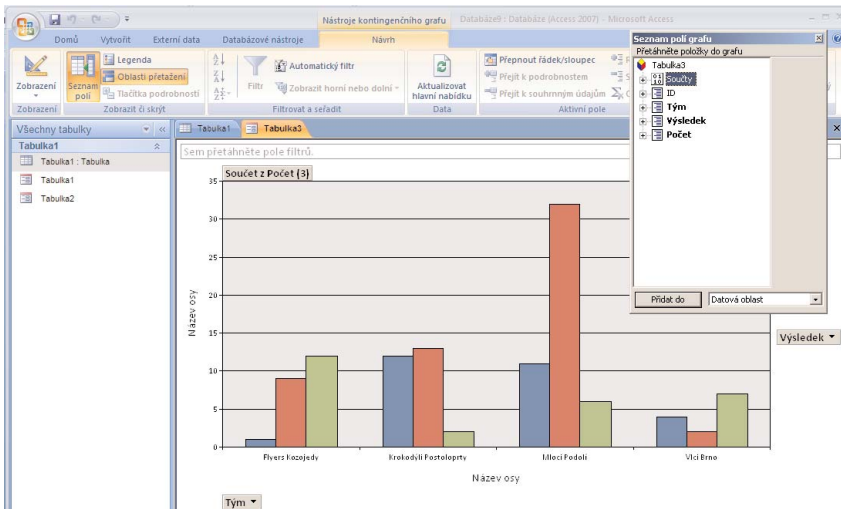 Nástroje kontingenčního grafu
Databáze9 : Databáze (Access 2007) - Microsoft Access
Domů
Vytvořit
Externí data
Databázové nástroje
Návrh
Zobrazení
Zobrazení
Seznam polí
Legenda
Oblasti přetažení
Tlačítka podrobností
Zobrazit či skrýt
Filtr
Automatický filtr
Zobrazit horní nebo dolní
Filtrovat a seřadit
Aktualizovat hlavní nabídku
Data
Přepnout řádek/sloupec
Přejít k podrobnostem
Přejít k souhrnným údajům
Aktivní pole
Seznam polí grafu
Přetáhněte položky do grafu
Tabulka3
Součty
ID
Tým
Výsledek
Počet
Přidat do
Datová oblast
Všechny tabulky
Tabulka1
Tabulka1 : Tabulka
Tabulka1
Tabulka2
Tabulka1
Tabulka3
Sem přetáhněte pole filtrů.
Součet z Počet (3)
35
30
25
20
15
10
5
0
Název osy
Flyers Kozojedy
Krokodýli Postoloprty
Mloci Podolí
Vlci Brno
Název osy
Výsledek
Tým